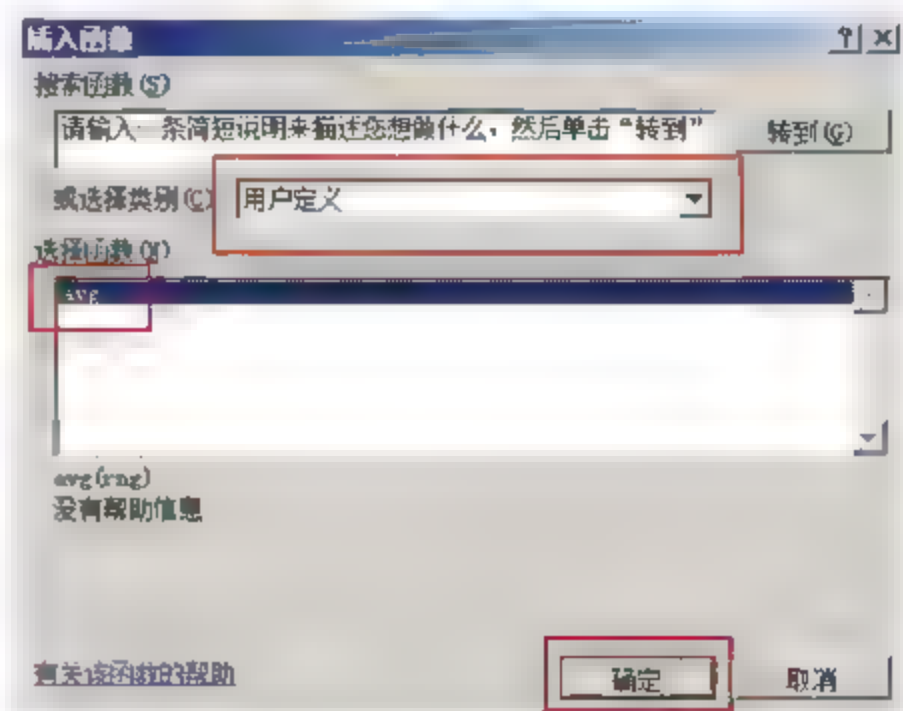 插入函数
搜索函数(S)
请输入一条简短说明来描述您想做什么，然后单击“转到”
转到(G)
或选择类别(C)
用户定义
选择函数(N)
avg
avg(rng)
没有帮助信息
有关该函数的帮助
确定
取消